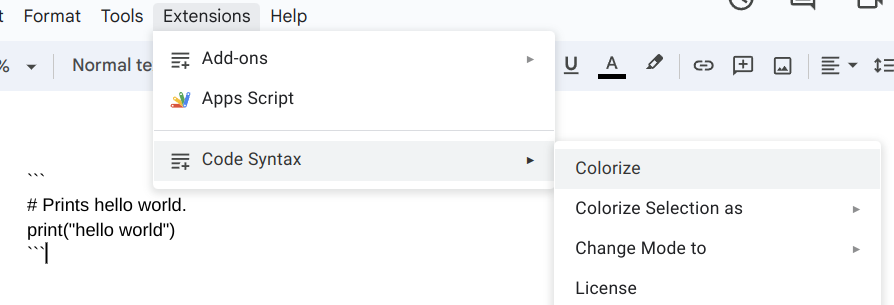 Format Tools Extensions Help
% Normal te U A
Add-ons
Apps Script
Code Syntax
Colorize
Colorize Selection as
Change Mode to
License
```
# Prints hello world.
print("hello world")
```